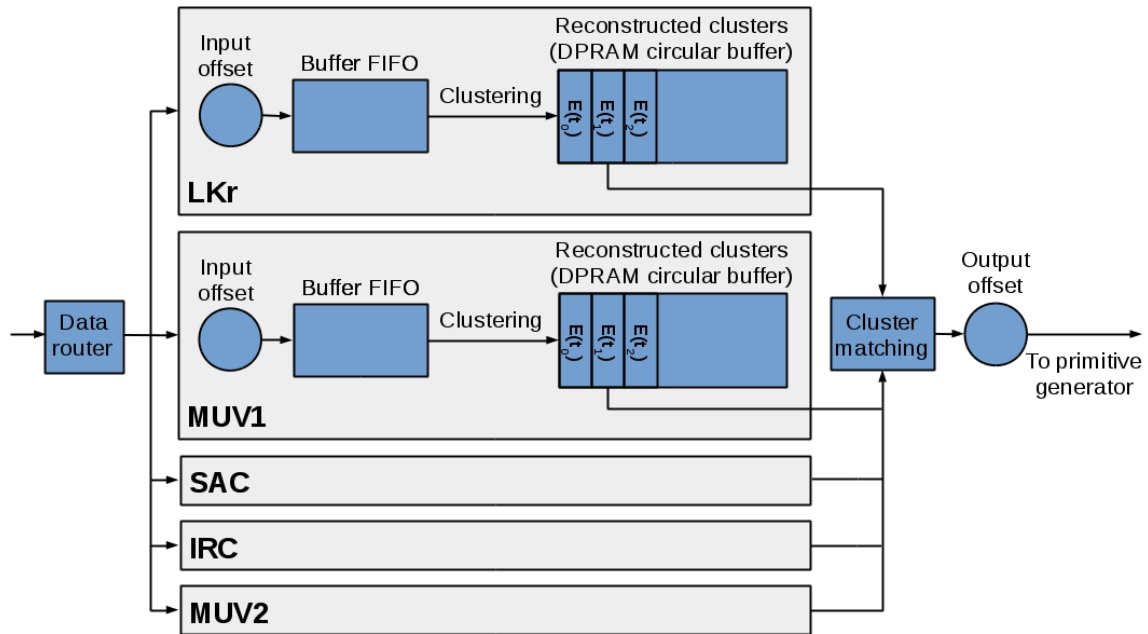 Input
offset
Buffer FIFO
Clustering
Reconstructed clusters
(DPRAM circular buffer)
E(t₀)
E(t₁)
E(t₂)
LKr
Input
offset
Buffer FIFO
Clustering
Reconstructed clusters
(DPRAM circular buffer)
E(t₀)
E(t₁)
E(t₂)
MUV1
Data
router
Cluster
matching
Output
offset
To primitive
generator
SAC
IRC
MUV2